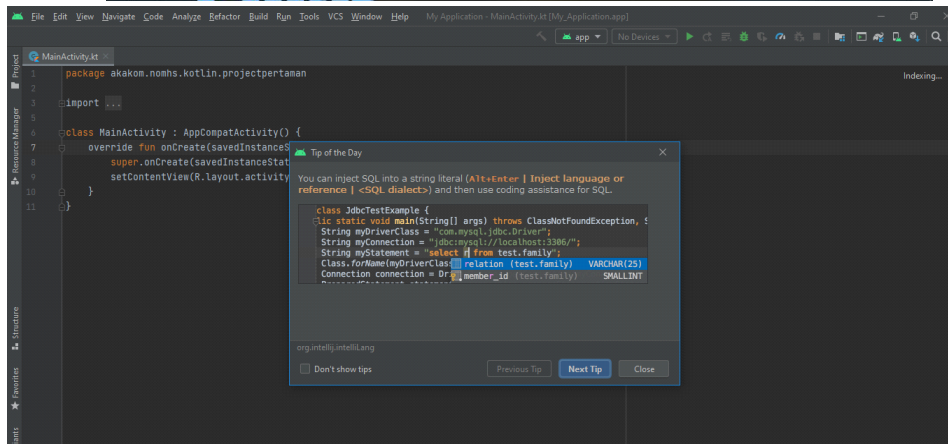 File Edit View Navigate Code Analyze Refactor Build Run Tools VCS Window Help My Application - MainActivity.kt [My_Application.app]
app No Devices
MainActivity.kt
Project
Resource Manager
Structure
Favorites
Indexing...
1 package akakom.nomhs.kotlin.projectpertaman
2
3 import ...
5
6 class MainActivity : AppCompatActivity() {
7 override fun onCreate(savedInstanceS
8 super.onCreate(savedInstanceStat
9 setContentView(R.layout.activity
10 }
11 }
Tip of the Day
You can inject SQL into a string literal (Alt+Enter | Inject language or
reference | <SQL dialect>) and then use coding assistance for SQL.
class JdbcTestExample {
lic static void main(String[] args) throws ClassNotFoundException, S
String myDriverClass = "com.mysql.jdbc.Driver";
String myConnection = "jdbc:mysql://localhost:3306/";
String myStatement = "select r from test.family";
Class.forName(myDriverClas
relation (test.family) VARCHAR(25)
Connection connection = Dri
member_id (test.family) SMALLINT
org.intellij.intelliLang
Don't show tips
Previous Tip Next Tip Close